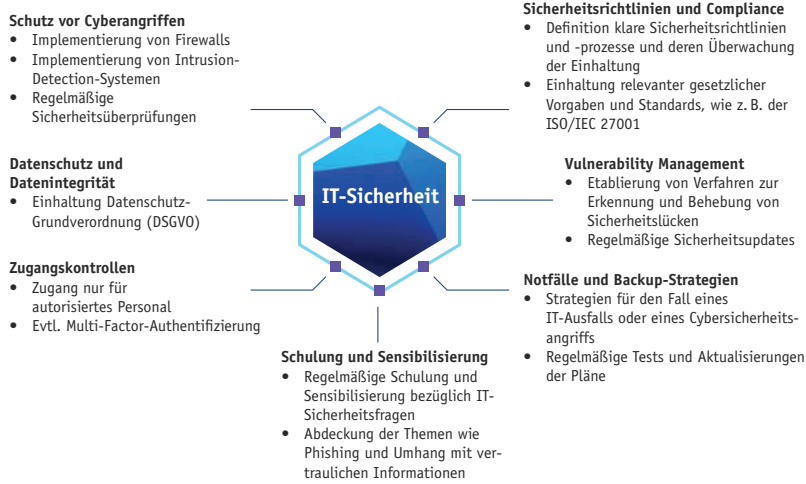 Schutz vor Cyberangriffen
• Implementierung von Firewalls
• Implementierung von Intrusion-
Detection-Systemen
• Regelmäßige
Sicherheitsüberprüfungen
Datenschutz und
Datenintegrität
• Einhaltung Datenschutz-
Grundverordnung (DSGVO)
Zugangskontrollen
• Zugang nur für
autorisiertes Personal
• Evtl. Multi-Factor-Authentifizierung
IT-Sicherheit
Schulung und Sensibilisierung
• Regelmäßige Schulung und
Sensibilisierung bezüglich IT-
Sicherheitsfragen
• Abdeckung der Themen wie
Phishing und Umhang mit ver-
traulichen Informationen
Sicherheitsrichtlinien und Compliance
• Definition klare Sicherheitsrichtlinien
und -prozesse und deren Überwachung
der Einhaltung
• Einhaltung relevanter gesetzlicher
Vorgaben und Standards, wie z. B. der
ISO/IEC 27001
Vulnerability Management
• Etablierung von Verfahren zur
Erkennung und Behebung von
Sicherheitslücken
• Regelmäßige Sicherheitsupdates
Notfälle und Backup-Strategien
• Strategien für den Fall eines
IT-Ausfalls oder eines Cybersicherheits-
angriffs
• Regelmäßige Tests und Aktualisierungen
der Pläne